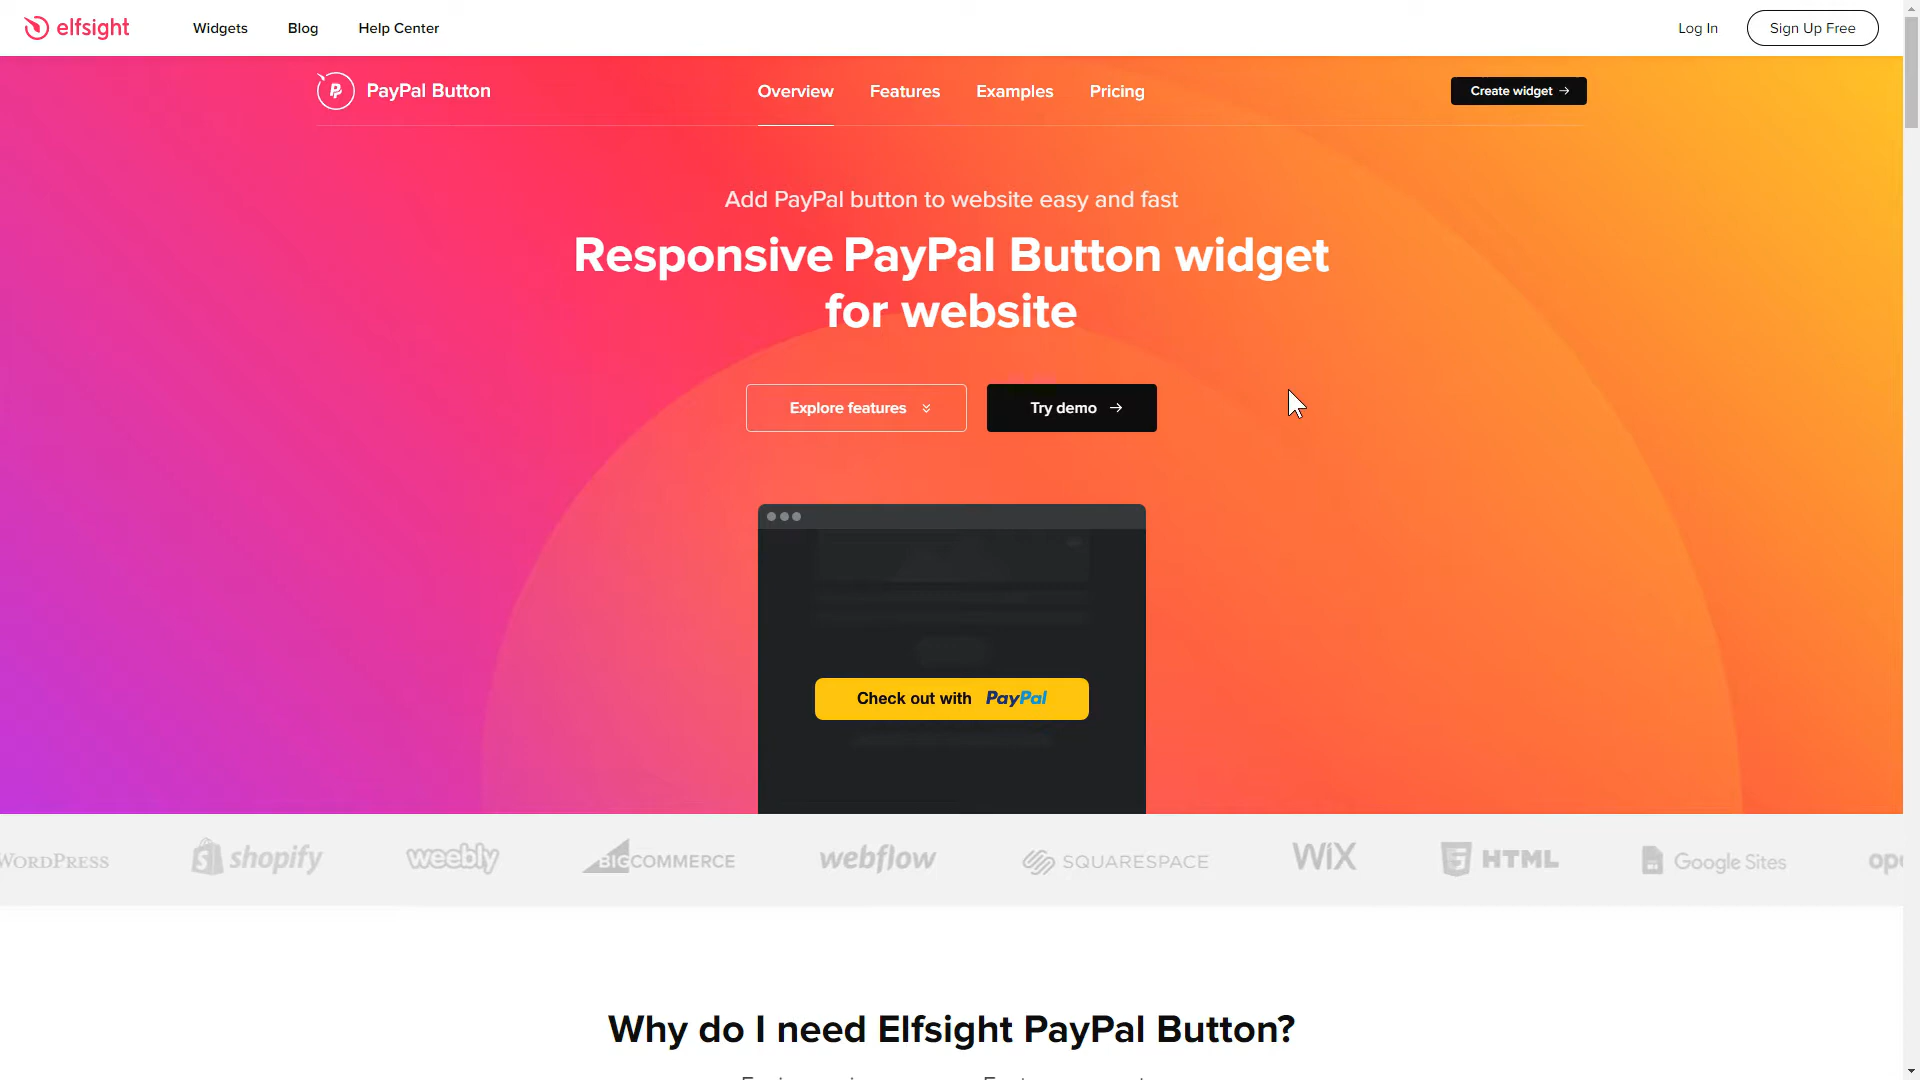 elfsight
Widgets
Blog
Help Center
Log In
Sign Up Free
PayPal Button
Overview
Features
Examples
Pricing
Create widget
Add PayPal button to website easy and fast
Responsive PayPal Button widget
for website
Explore features
Try demo
Check out with PayPal
WORDPRESS
shopify
weebly
BIGCOMMERCE
webflow
SQUARESPACE
WIX
HTML
Google Sites
Why do I need Elfsight PayPal Button?